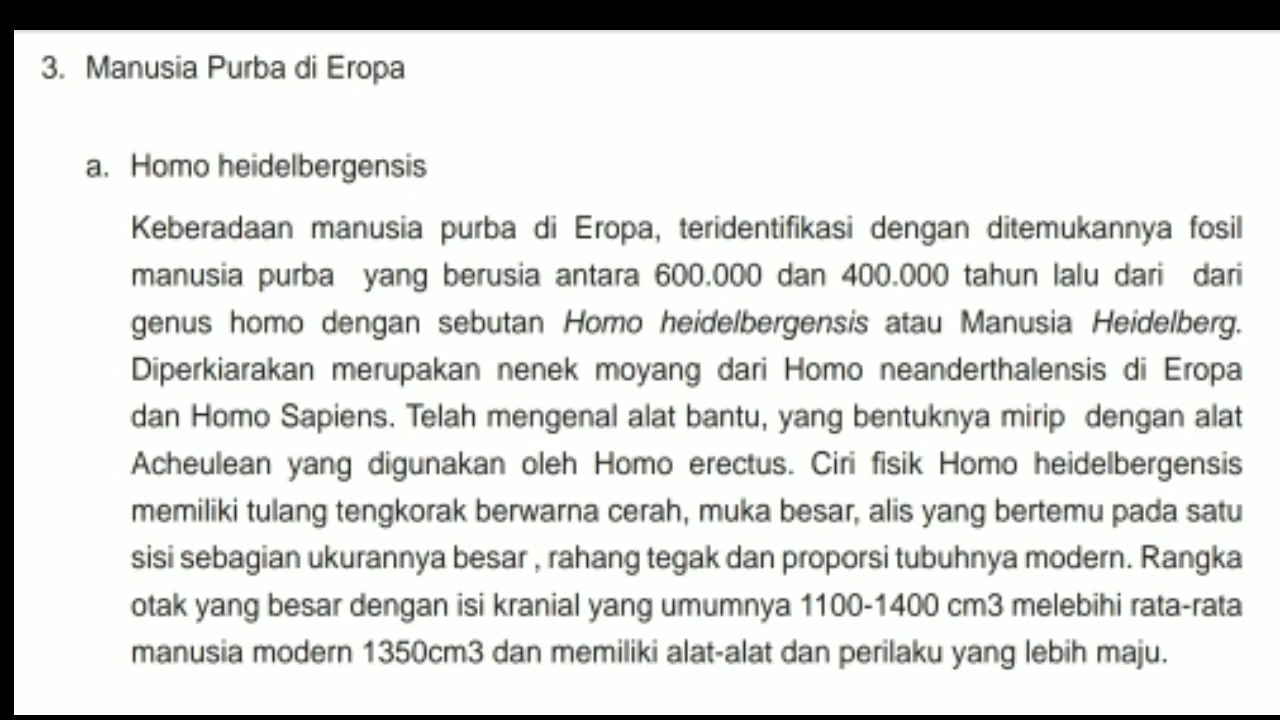 3. Manusia Purba di Eropa
a. Homo heidelbergensis
Keberadaan manusia purba di Eropa, teridentifikasi dengan ditemukannya fosil
manusia purba yang berusia antara 600.000 dan 400.000 tahun lalu dari dari
genus homo dengan sebutan Homo heidelbergensis atau Manusia Heidelberg.
Diperkiarakan merupakan nenek moyang dari Homo neanderthalensis di Eropa
dan Homo Sapiens. Telah mengenal alat bantu, yang bentuknya mirip dengan alat
Acheulean yang digunakan oleh Homo erectus. Ciri fisik Homo heidelbergensis
memiliki tulang tengkorak berwarna cerah, muka besar, alis yang bertemu pada satu
sisi sebagian ukurannya besar , rahang tegak dan proporsi tubuhnya modern. Rangka
otak yang besar dengan isi kranial yang umumnya 1100-1400 cm3 melebihi rata-rata
manusia modern 1350cm3 dan memiliki alat-alat dan perilaku yang lebih maju.